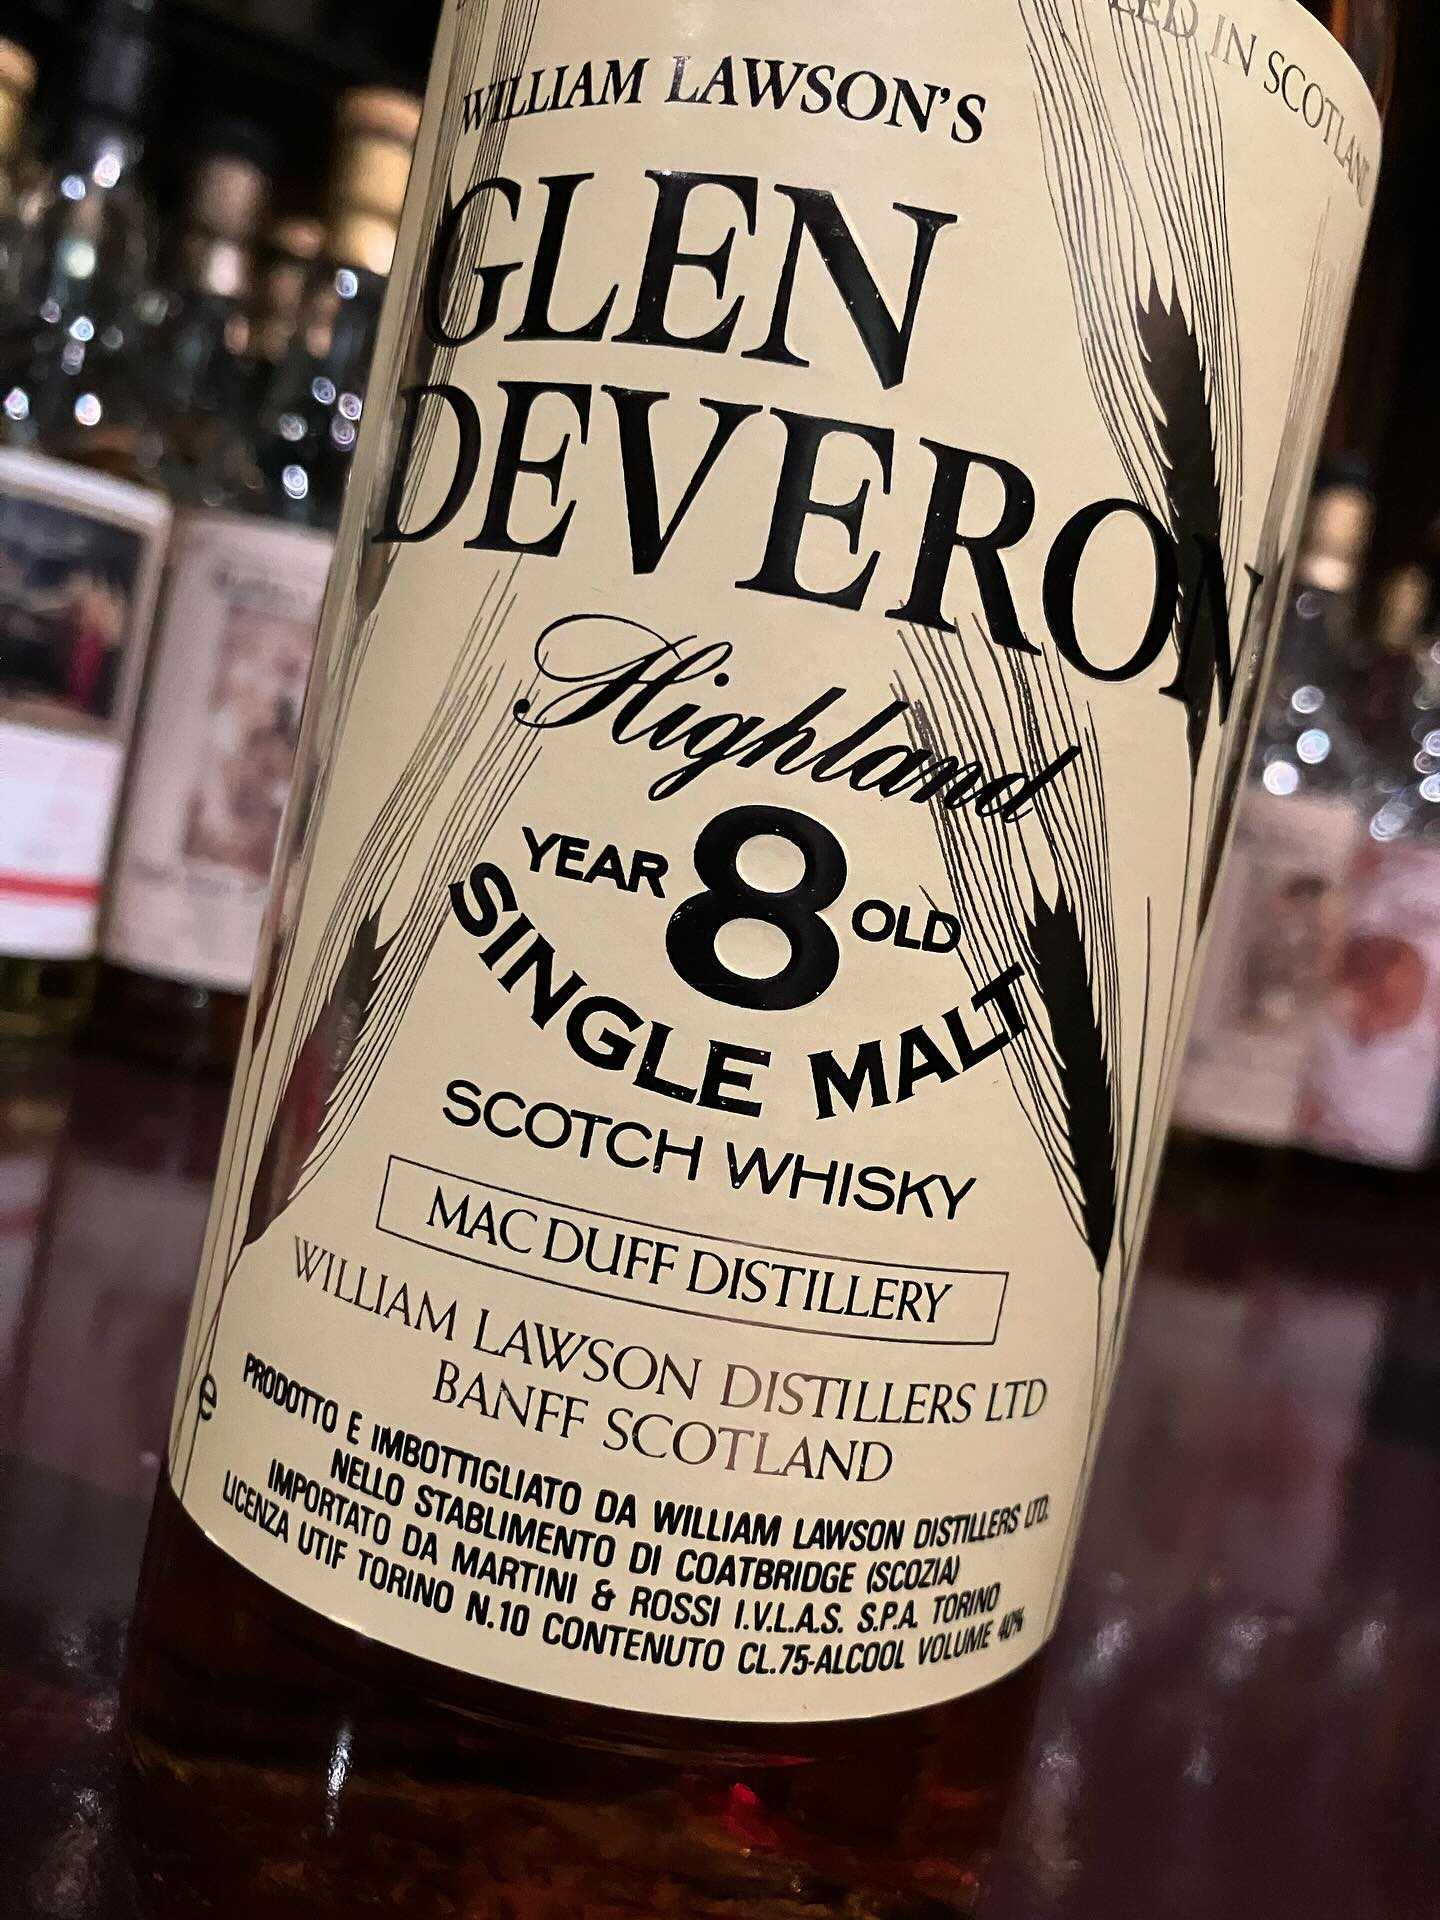 WILLIAM LAWSON'S
IN SCOTLAND
GLEN
DEVERON
Highland
YEAR 8 OLD
SINGLE MALT
SCOTCH WHISKY
MAC DUFF DISTILLERY
WILLIAM LAWSON DISTILLERS LTD
BANFF SCOTLAND
e
PRODOTTO E IMBOTTIGLIATO DA WILLIAM LAWSON DISTILLERS LTD.
NELLO STABLIMENTO DI COATBRIDGE (SCOZIA)
IMPORTATO DA MARTINI & ROSSI I.V.L.A.S. S.P.A. TORINO
LICENZA UTIF TORINO N.10 CONTENUTO CL.75-ALCOOL VOLUME 40%